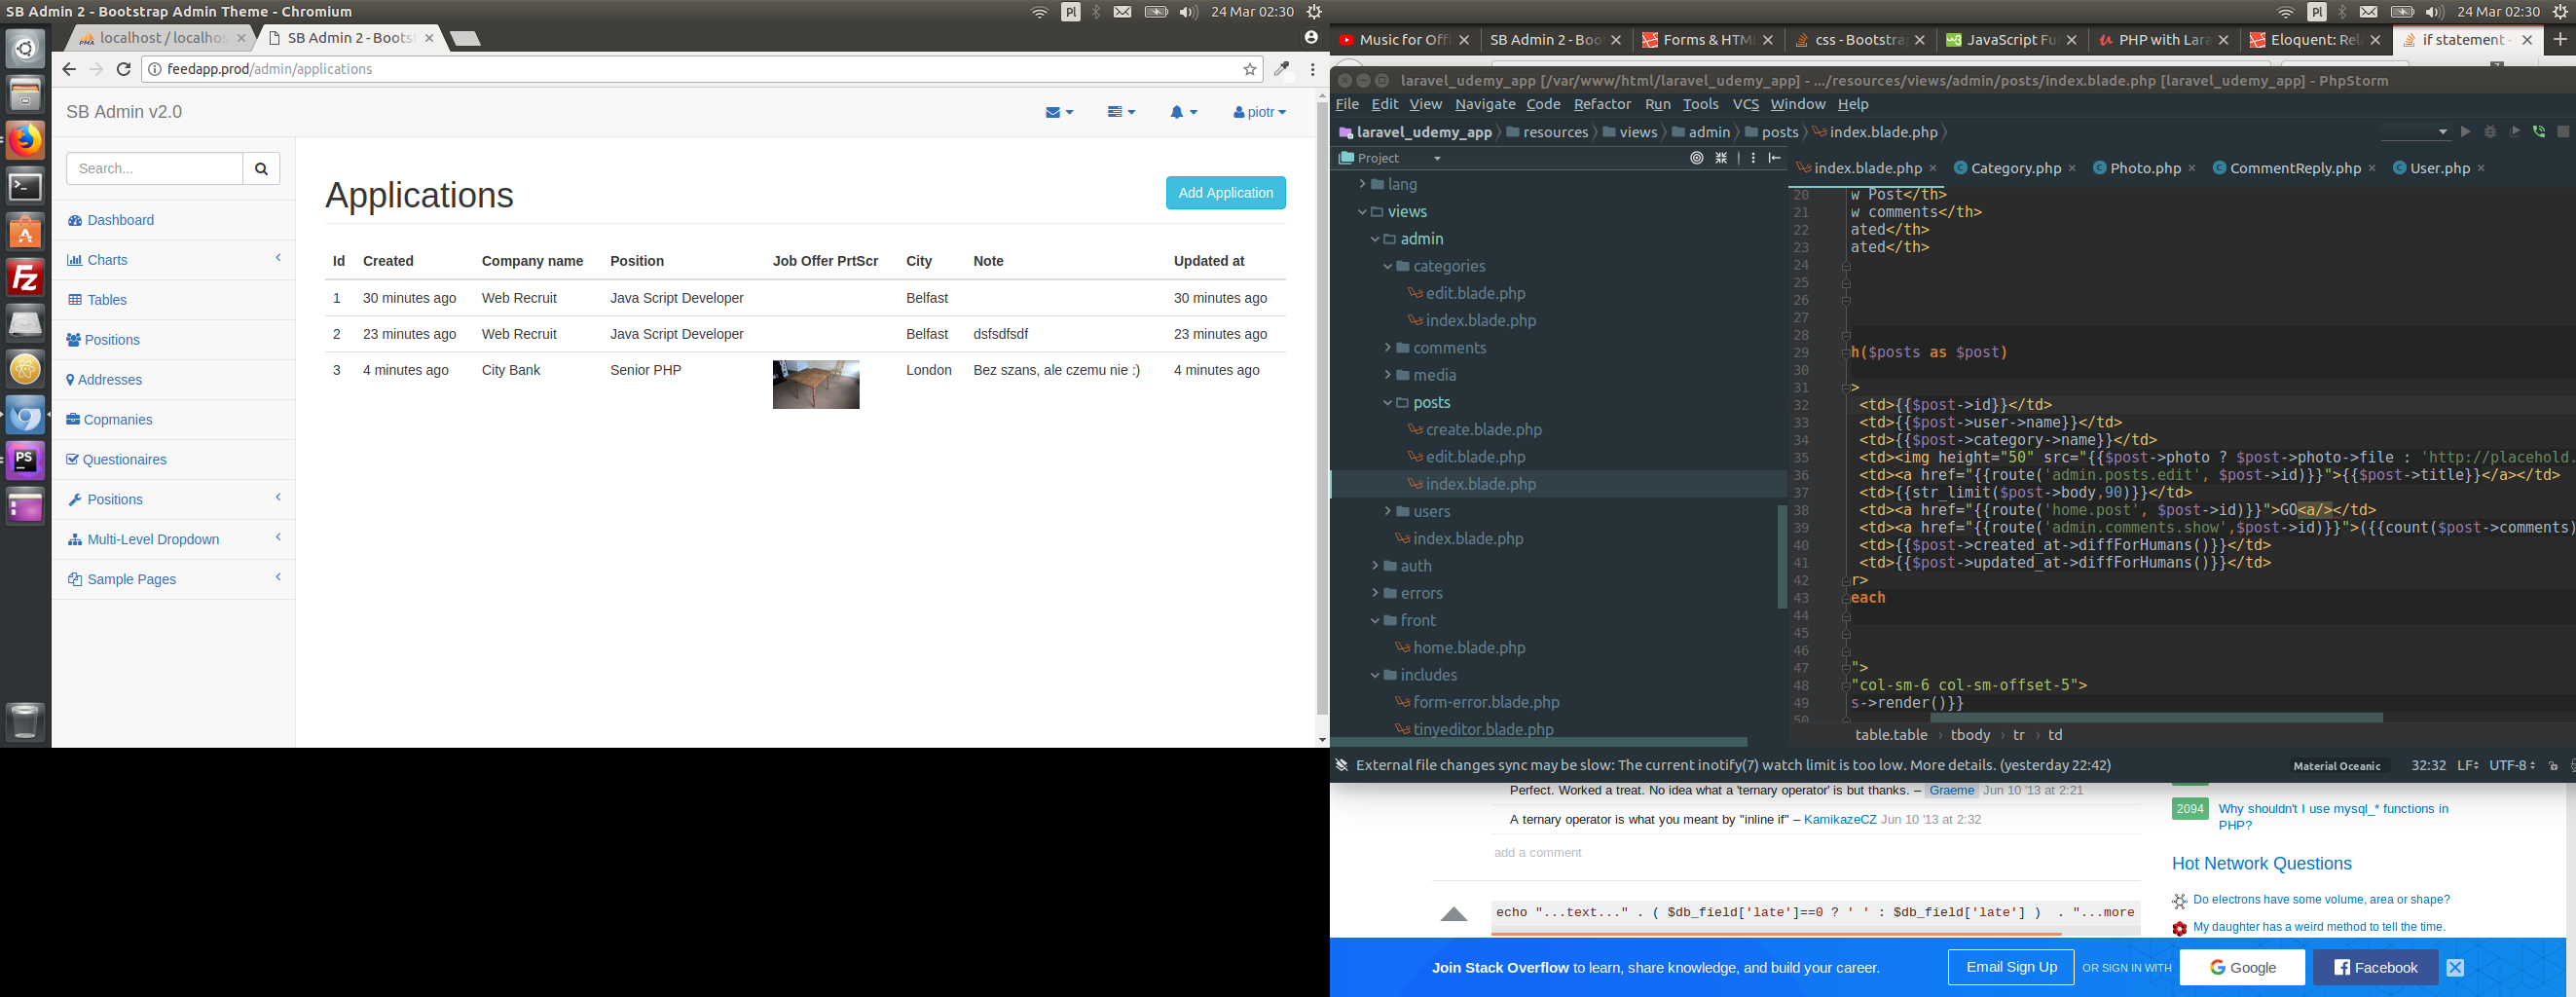 SB Admin 2 - Bootstrap Admin Theme - Chromium
Pl
24 Mar 02:30
localhost / localhos
SB Admin 2 - Boots
feedapp.prod/admin/applications
SB Admin v2.0
piotr
Search...
Dashboard
Charts
Tables
Positions
Addresses
Copmanies
Questionaires
Positions
Multi-Level Dropdown
Sample Pages
Applications
Add Application
Id Created Company name Position Job Offer PrtScr City Note Updated at
1 30 minutes ago Web Recruit Java Script Developer Belfast 30 minutes ago
2 23 minutes ago Web Recruit Java Script Developer Belfast dsfsdfsdf 23 minutes ago
3 4 minutes ago City Bank Senior PHP London Bez szans, ale czemu nie :) 4 minutes ago
Pl
24 Mar 02:30
Music for Offi
SB Admin 2 - Boo
Forms & HTM
css - Bootstra
JavaScript Fu
PHP with Lara
Eloquent: Rela
if statement -
laravel_udemy_app [/var/www/html/laravel_udemy_app] - .../resources/views/admin/posts/index.blade.php [laravel_udemy_app] - PhpStorm
File Edit View Navigate Code Refactor Run Tools VCS Window Help
laravel_udemy_app resources views admin posts index.blade.php
Project
lang
views
admin
categories
edit.blade.php
index.blade.php
comments
media
posts
create.blade.php
edit.blade.php
index.blade.php
users
index.blade.php
auth
errors
front
home.blade.php
includes
form-error.blade.php
tinyeditor.blade.php
index.blade.php Category.php Photo.php CommentReply.php User.php
20 w Post</th>
21 w comments</th>
22 ated</th>
23 ated</th>
24
25
26
27
28
29 h($posts as $post)
30
31 >
32 <td>{{$post->id}}</td>
33 <td>{{$post->user->name}}</td>
34 <td>{{$post->category->name}}</td>
35 <td><img height="50" src="{{$post->photo ? $post->photo->file : 'http://placehold.
36 <td><a href="{{route('admin.posts.edit', $post->id)}}">{{$post->title}}</a></td>
37 <td>{{str_limit($post->body,90)}}</td>
38 <td><a href="{{route('home.post', $post->id)}}">GO<a/></td>
39 <td><a href="{{route('admin.comments.show',$post->id)}}">({{count($post->comments)
40 <td>{{$post->created_at->diffForHumans()}}</td>
41 <td>{{$post->updated_at->diffForHumans()}}</td>
42 r>
43 each
44
45
46
47 ">
48 "col-sm-6 col-sm-offset-5">
49 s->render()}}
50
table.table tbody tr td
External file changes sync may be slow: The current inotify(7) watch limit is too low. More details. (yesterday 22:42)
Material Oceanic 32:32 LF UTF-8
Perfect. Worked a treat. No idea what a 'ternary operator' is but thanks. – Graeme Jun 10 '13 at 2:21
A ternary operator is what you meant by "inline if" – KamikazeCZ Jun 10 '13 at 2:32
add a comment
echo "...text..." . ( $db_field['late']==0 ? ' ' : $db_field['late'] ) . "...more
2094 Why shouldn't I use mysql_* functions in
PHP?
Hot Network Questions
Do electrons have some volume, area or shape?
My daughter has a weird method to tell the time.
Join Stack Overflow to learn, share knowledge, and build your career.
Email Sign Up
OR SIGN IN WITH
Google
Facebook